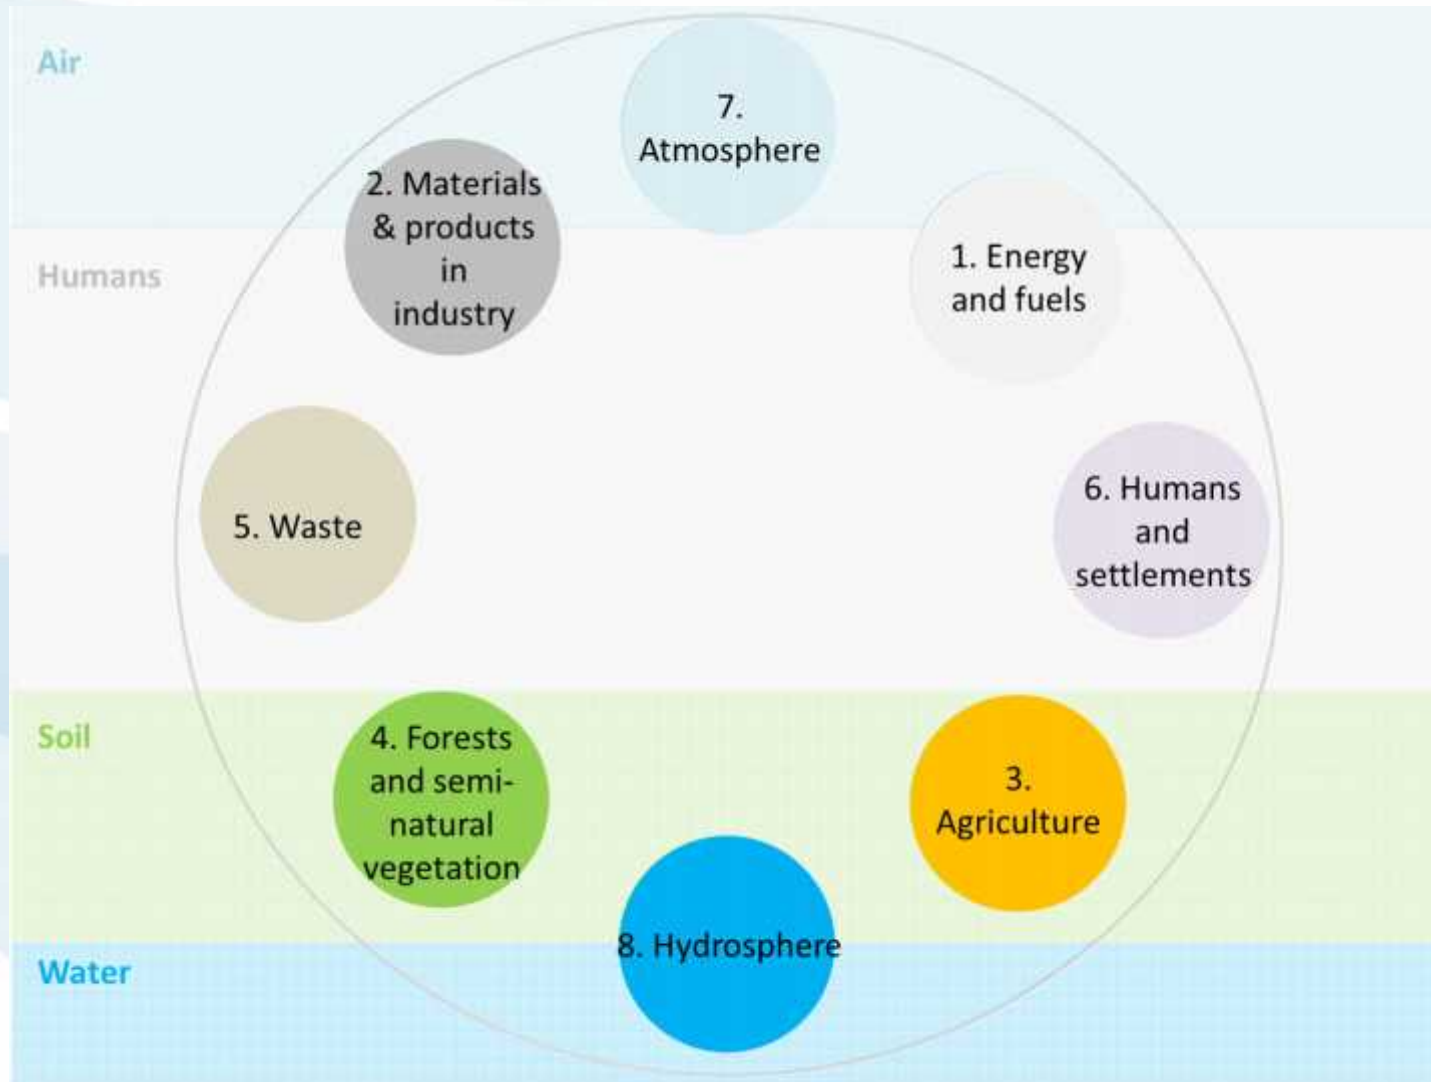 Air
7.
Atmosphere
2. Materials
& products
in
industry
1. Energy
and fuels
Humans
5. Waste
6. Humans
and
settlements
Soil
4. Forests
and semi-
natural
vegetation
3.
Agriculture
8. Hydrosphere
Water